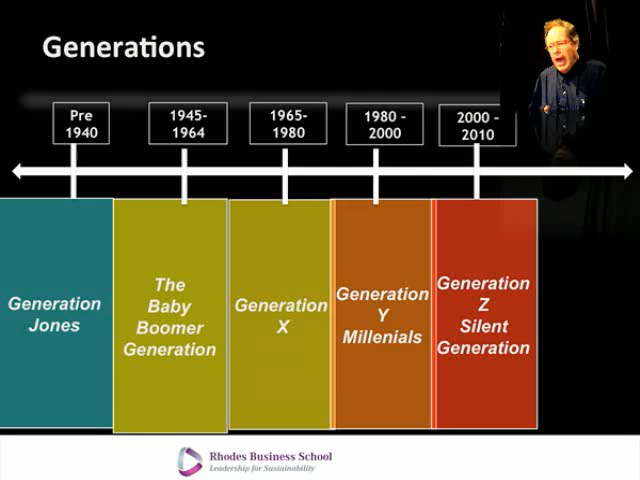 Generations
Pre
1940
1945-
1964
1965-
1980
1980 -
2000
2000 -
2010
Generation
Jones
The
Baby
Boomer
Generation
Generation
X
Generation
Y
Millenials
Generation
Z
Silent
Generation
Rhodes Business School
Leadership for Sustainability